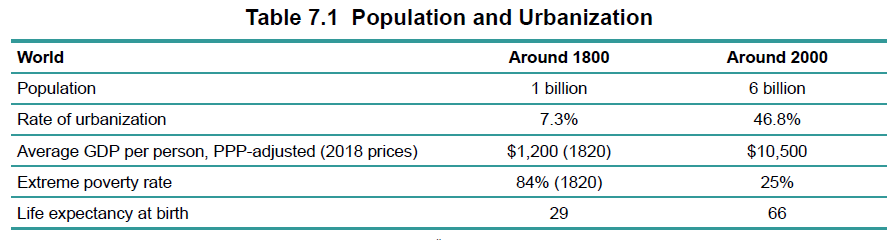 Table 7.1 Population and Urbanization
World Around 1800 Around 2000
Population 1 billion 6 billion
Rate of urbanization 7.3% 46.8%
Average GDP per person, PPP-adjusted (2018 prices) $1,200 (1820) $10,500
Extreme poverty rate 84% (1820) 25%
Life expectancy at birth 29 66